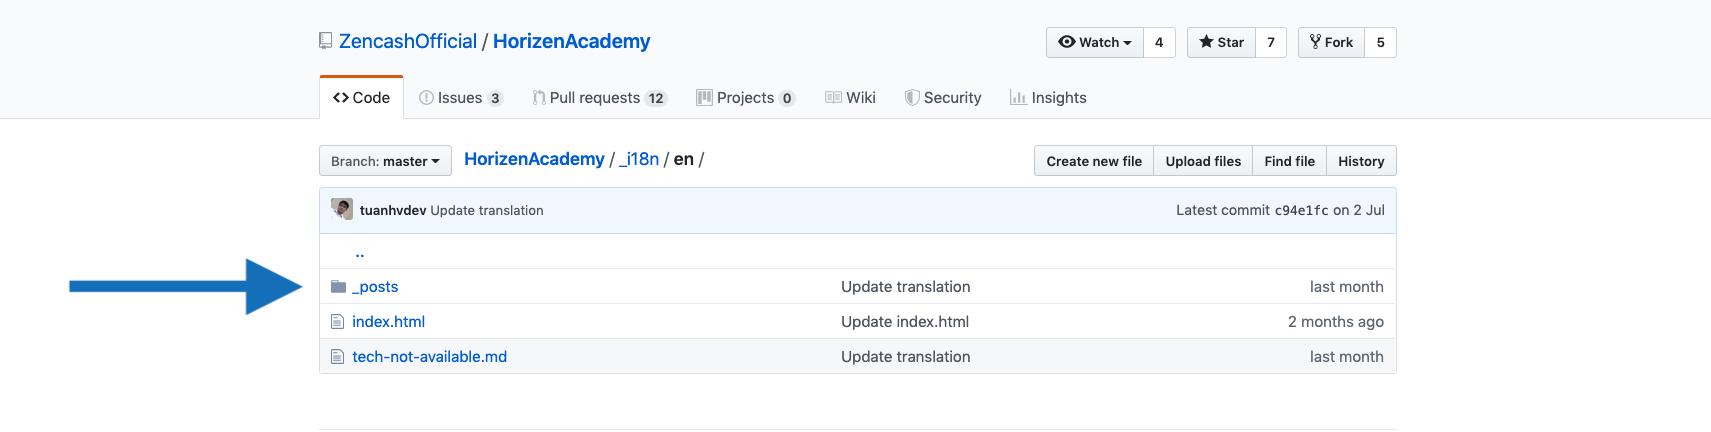 ZencashOfficial / HorizenAcademy
Watch 4 Star 7 Fork 5
Code Issues 3 Pull requests 12 Projects 0 Wiki Security Insights
Branch: master HorizenAcademy / _i18n / en / Create new file Upload files Find file History
tuanhvdev Update translation Latest commit c94e1fc on 2 Jul
..
_posts Update translation last month
index.html Update index.html 2 months ago
tech-not-available.md Update translation last month